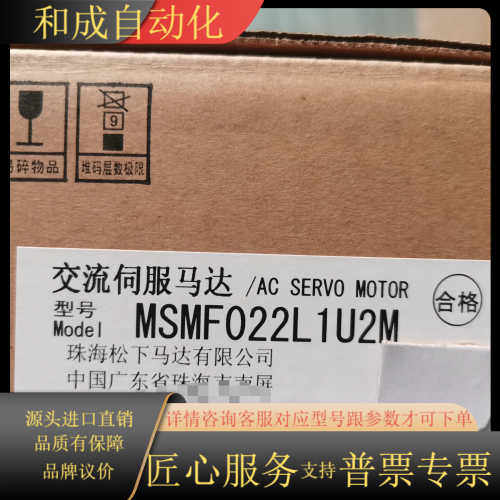 和成自动化
9
易碎物品
堆码层数极限
交流伺服马达 /AC SERVO MOTOR
合格
型号
Model MSMF022L1U2M
珠海松下马达有限公司
中国广东省珠海市南屏
源头进口直销
品质有保障
品牌议价
详情咨询客服对应型号跟参数才可下单
匠心服务 支持 普票专票